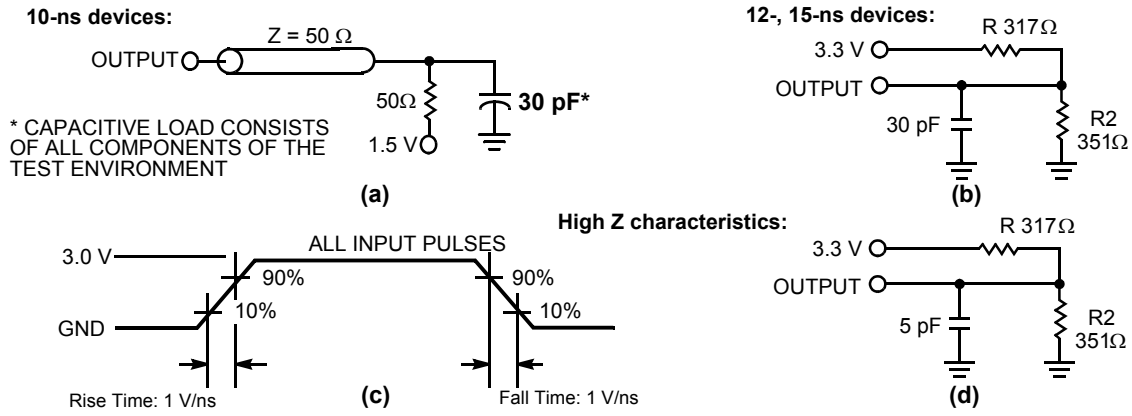 10-ns devices:
Z = 50 Ω
OUTPUT
50Ω
30 pF*
1.5 V
* CAPACITIVE LOAD CONSISTS
OF ALL COMPONENTS OF THE
TEST ENVIRONMENT
(a)
12-, 15-ns devices:
R 317Ω
3.3 V
OUTPUT
30 pF
R2
351Ω
(b)
3.0 V
ALL INPUT PULSES
90%
90%
10%
10%
GND
Rise Time: 1 V/ns
(c)
Fall Time: 1 V/ns
High Z characteristics:
R 317Ω
3.3 V
OUTPUT
5 pF
R2
351Ω
(d)